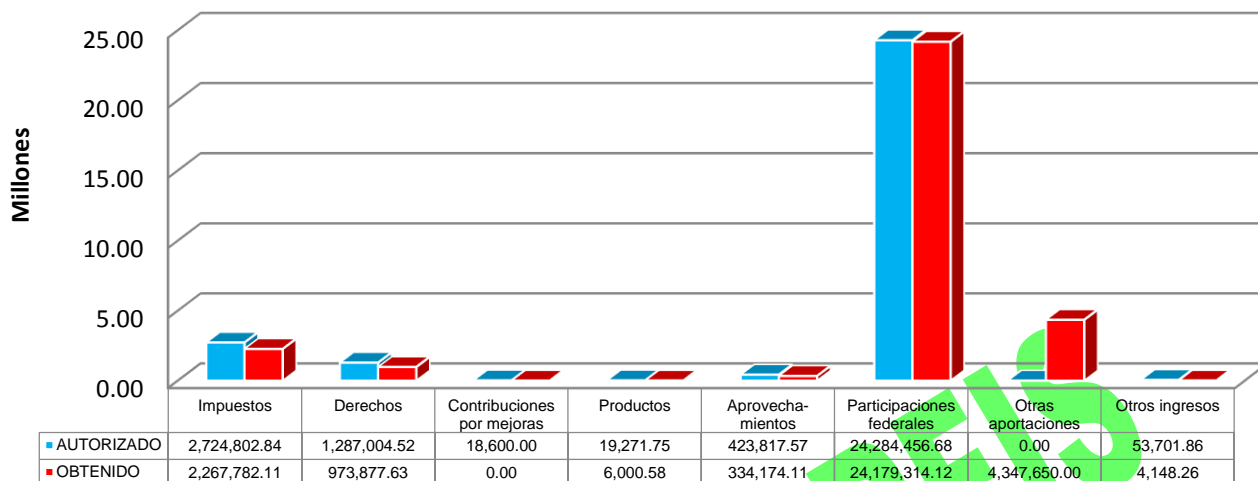 25.00
20.00
15.00
10.00
5.00
0.00
Millones
Impuestos Derechos Contribuciones por mejoras Productos Aprovecha-mientos Participaciones federales Otras aportaciones Otros ingresos
AUTORIZADO 2,724,802.84 1,287,004.52 18,600.00 19,271.75 423,817.57 24,284,456.68 0.00 53,701.86
OBTENIDO 2,267,782.11 973,877.63 0.00 6,000.58 334,174.11 24,179,314.12 4,347,650.00 4,148.26